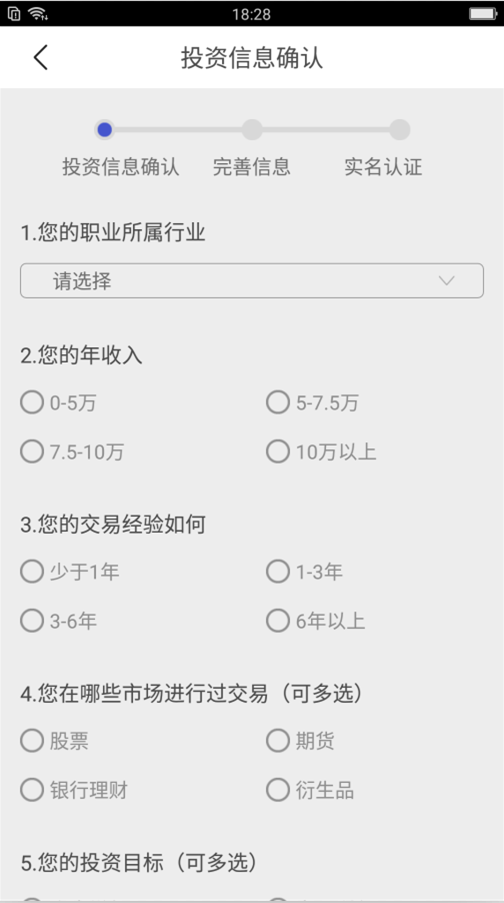 18:28
投资信息确认
投资信息确认 完善信息 实名认证
1.您的职业所属行业
请选择
2.您的年收入
0-5万 5-7.5万
7.5-10万 10万以上
3.您的交易经验如何
少于1年 1-3年
3-6年 6年以上
4.您在哪些市场进行过交易（可多选）
股票 期货
银行理财 衍生品
5.您的投资目标（可多选）